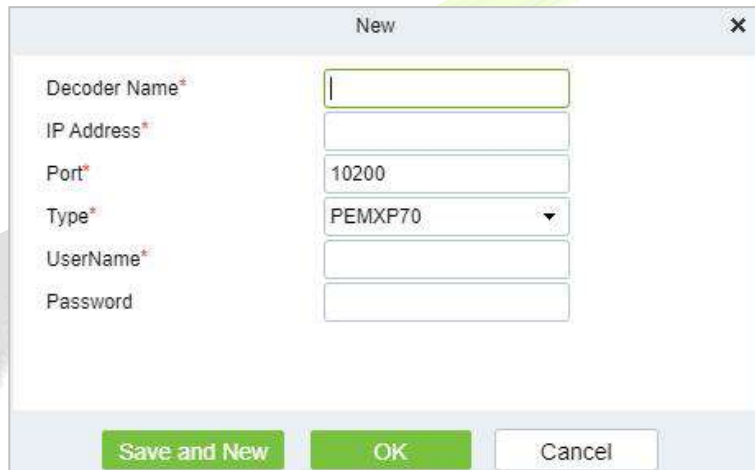 New
Decoder Name*
IP Address*
Port* 10200
Type* PEMXP70
UserName*
Password
Save and New OK Cancel